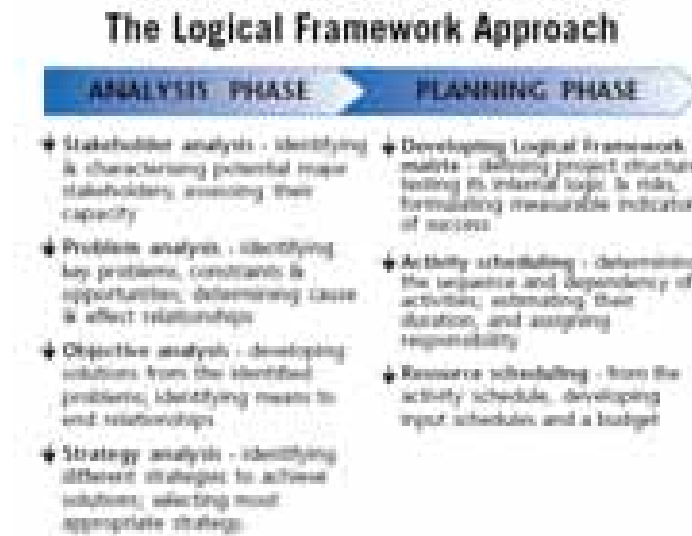 The Logical Framework Approach
ANALYSIS PHASE
PLANNING PHASE
Stakeholder analysis - identifying
& characterising potential major
stakeholders; assessing their
capacity
Problem analysis - identifying
key problems, constraints &
opportunities; determining cause
& effect relationships
Objective analysis - developing
solutions from the identified
problems; identifying means to
end relationships
Strategy analysis - identifying
different strategies to achieve
solutions; selecting most
appropriate strategy.
Developing Logical Framework
matrix - defining project structure
testing its internal logic & risks,
formulating measurable indicator
of success
Activity scheduling - determining
the sequence and dependency of
activities; estimating their
duration, and assigning
responsibility
Resource scheduling - from the
activity schedule, developing
input schedules and a budget